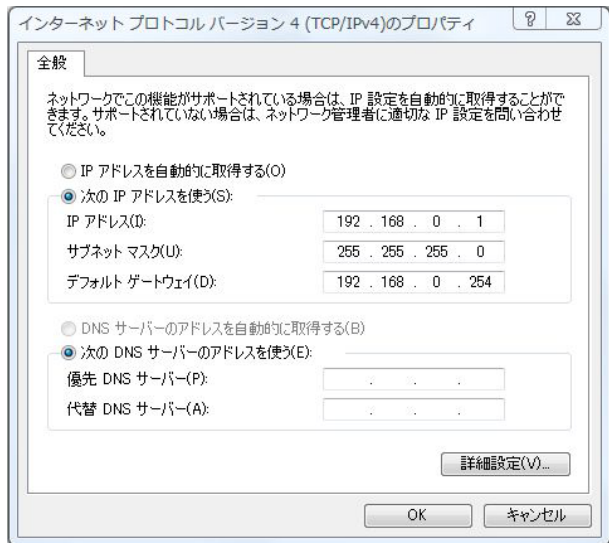 インターネット プロトコル バージョン 4 (TCP/IPv4)のプロパティ
全般
ネットワークでこの機能がサポートされている場合は、IP 設定を自動的に取得することがで
きます。サポートされていない場合は、ネットワーク管理者に適切な IP 設定を問い合わせ
てください。
IP アドレスを自動的に取得する(O)
次の IP アドレスを使う(S):
IP アドレス(I): 192 . 168 . 0 . 1
サブネット マスク(U): 255 . 255 . 255 . 0
デフォルト ゲートウェイ(D): 192 . 168 . 0 . 254
DNS サーバーのアドレスを自動的に取得する(B)
次の DNS サーバーのアドレスを使う(E):
優先 DNS サーバー(P): . . .
代替 DNS サーバー(A): . . .
詳細設定(V)...
OK キャンセル